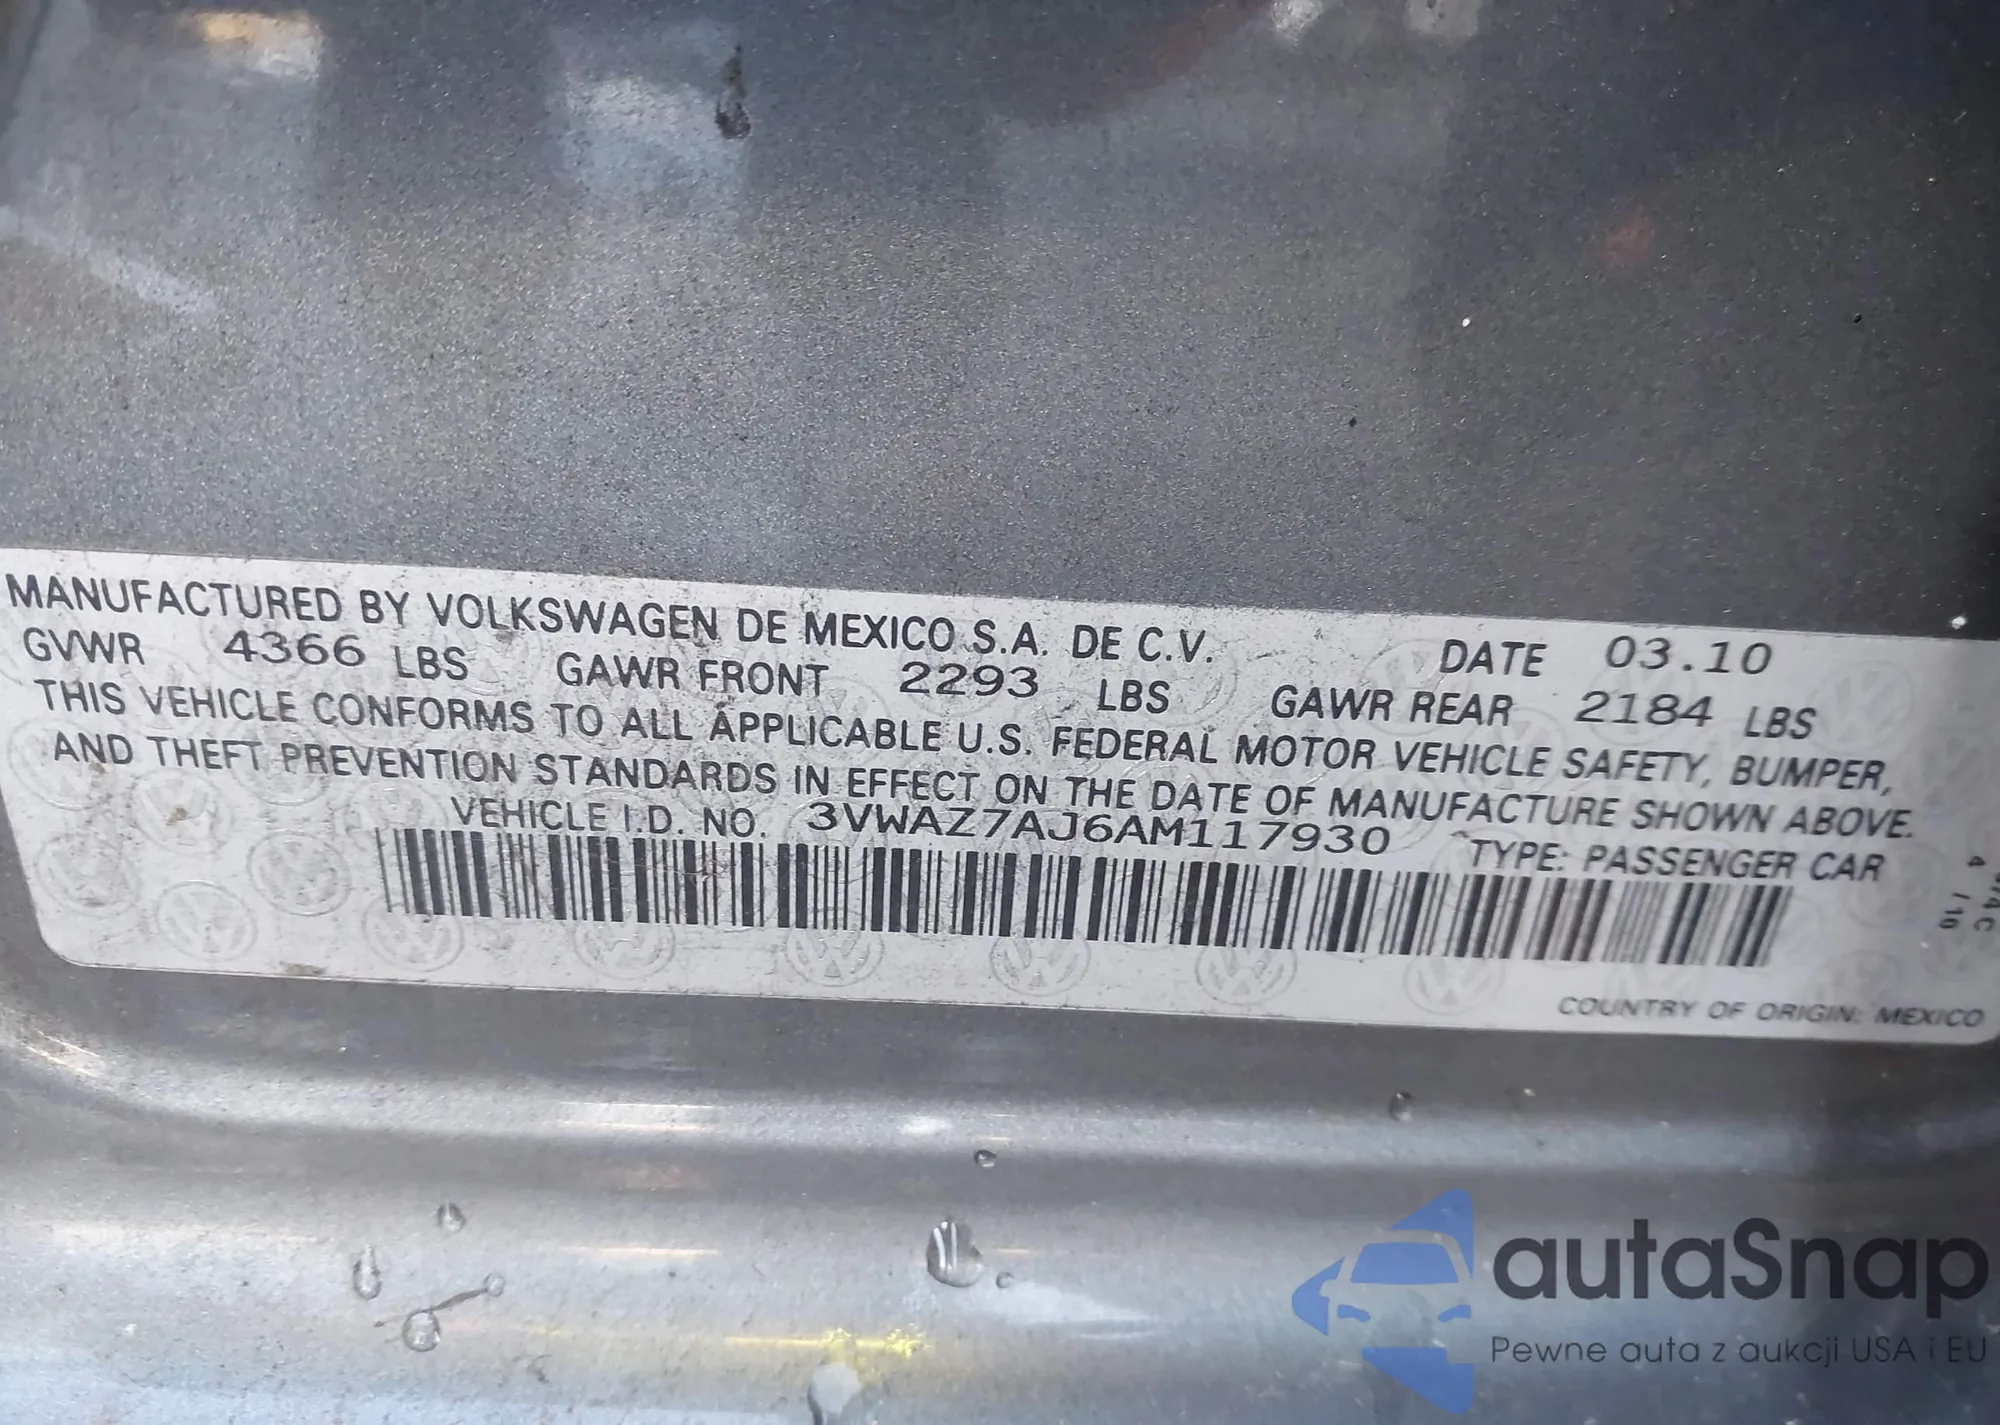 MANUFACTURED BY VOLKSWAGEN DE MEXICO S.A. DE C.V. DATE 03.10
GVWR 4366 LBS GAWR FRONT 2293 LBS GAWR REAR 2184 LBS
THIS VEHICLE CONFORMS TO ALL APPLICABLE U.S. FEDERAL MOTOR VEHICLE SAFETY, BUMPER,
AND THEFT PREVENTION STANDARDS IN EFFECT ON THE DATE OF MANUFACTURE SHOWN ABOVE.
VEHICLE I.D. NO. 3VWAZ7AJ6AM117930 TYPE: PASSENGER CAR
COUNTRY OF ORIGIN: MEXICO
autaSnap
Pewne auta z aukcji USA i EU